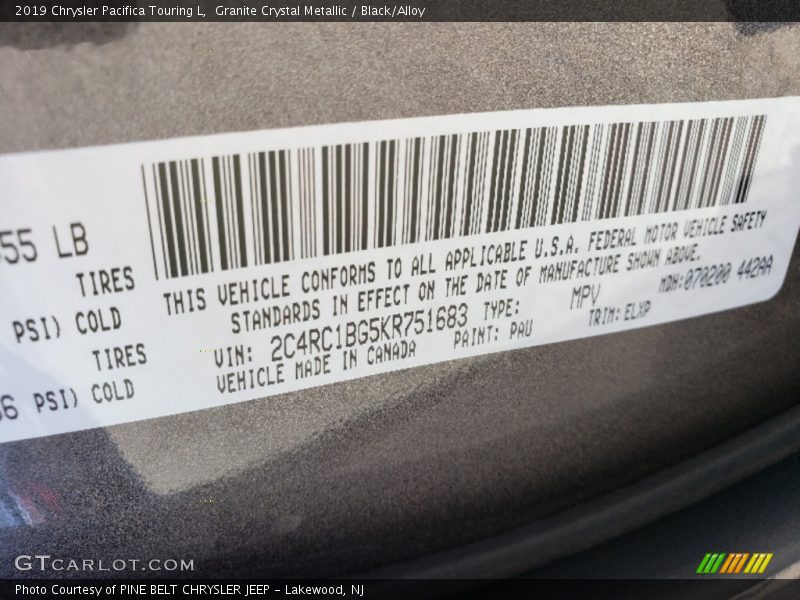 2019 Chrysler Pacifica Touring L, Granite Crystal Metallic / Black/Alloy
55 LB
TIRES
PSI) COLD
TIRES
PSI) COLD
THIS VEHICLE CONFORMS TO ALL APPLICABLE U.S.A. FEDERAL MOTOR VEHICLE SAFETY
STANDARDS IN EFFECT ON THE DATE OF MANUFACTURE SHOWN ABOVE.
VIN: 2C4RC1BG5KR751683 TYPE: MPV MDH:070200 442AA
VEHICLE MADE IN CANADA PAINT: PAU TRIM:ELXP
GTCARLOT.COM
Photo Courtesy of PINE BELT CHRYSLER JEEP – Lakewood, NJ